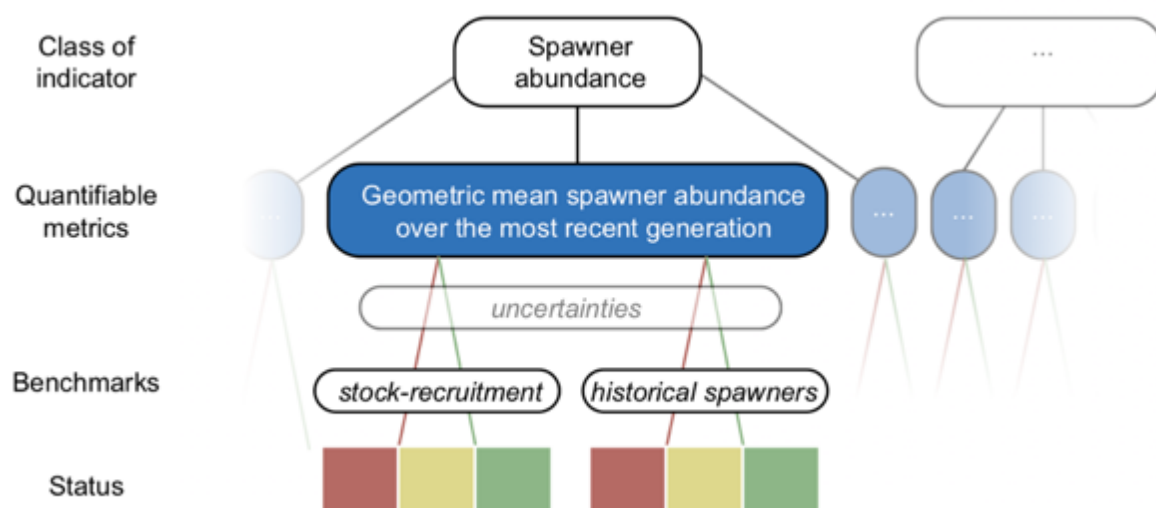 Class of
indicator
Spawner
abundance
...
Quantifiable
metrics
...
Geometric mean spawner abundance
over the most recent generation
...
...
...
uncertainties
Benchmarks
stock-recruitment
historical spawners
Status